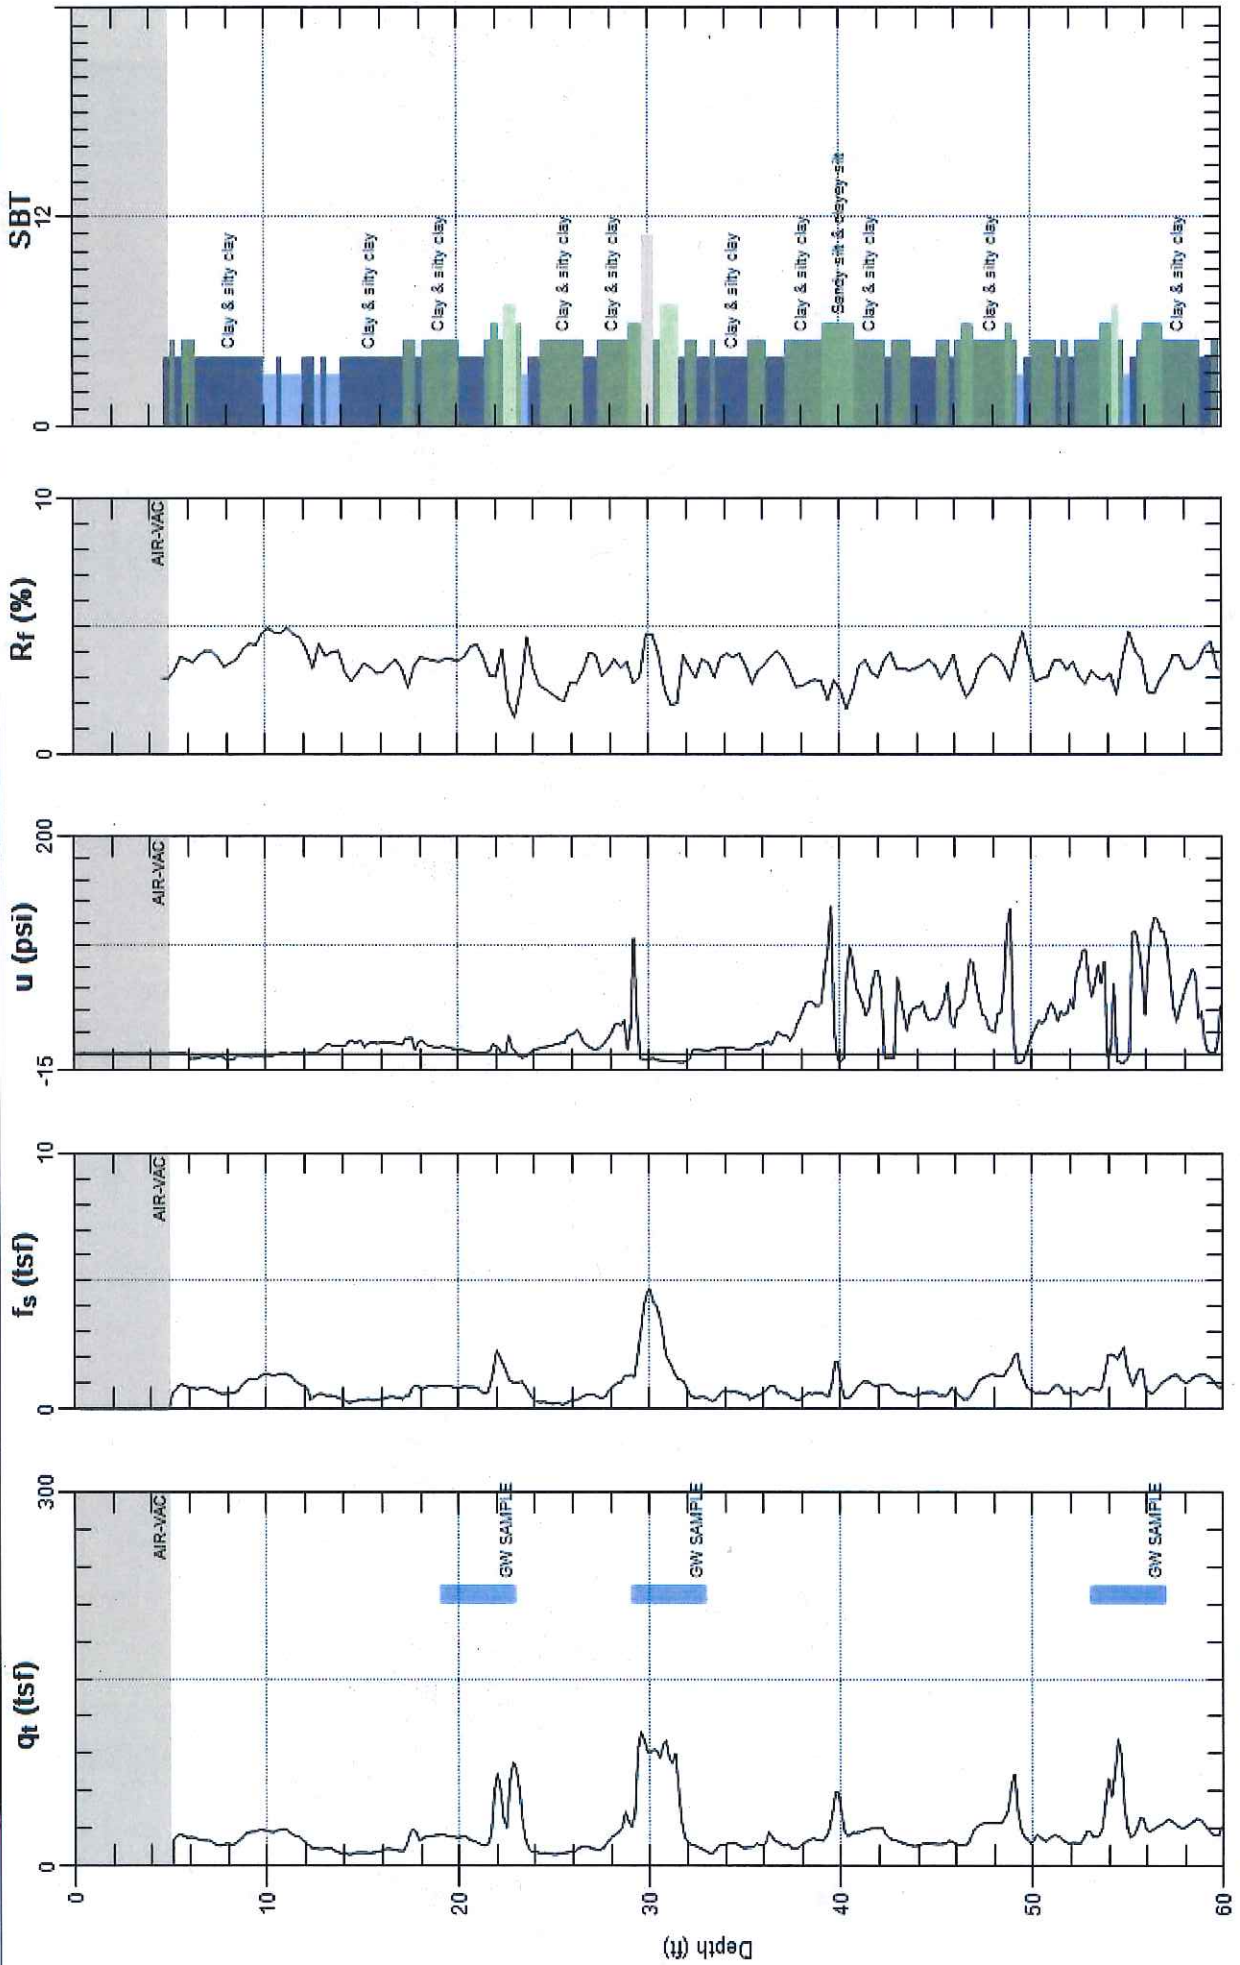 qt (tsf)
0
300
AIR-VAC
GW SAMPLE
GW SAMPLE
GW SAMPLE
0
10
20
30
40
50
60
Depth (ft)
fs (tsf)
0
10
AIR-VAC
u (psi)
-15
200
AIR-VAC
Rf (%)
0
10
AIR-VAC
SBT
0
12
Clay & silty clay
Clay & silty clay
Clay & silty clay
Clay & silty clay
Clay & silty clay
Clay & silty clay
Clay & silty clay
Sandy silt & clayey silt
Clay & silty clay
Clay & silty clay
Clay & silty clay